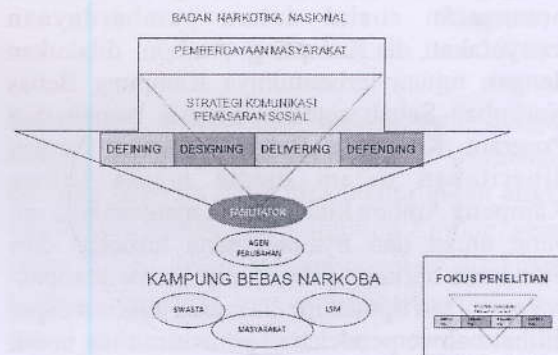 BADAN NARKOTIKA NASIONAL
PEMBERDAYAAN MASYARAKAT
STRATEGI KOMUNIKASI
PEMASARAN SOSIAL
DEFINING
DESIGNING
DELIVERING
DEFENDING
FASILITATOR
AGEN
PERUBAHAN
KAMPUNG BEBAS NARKOBA
SWASTA
MASYARAKAT
LSM
FOKUS PENELITIAN